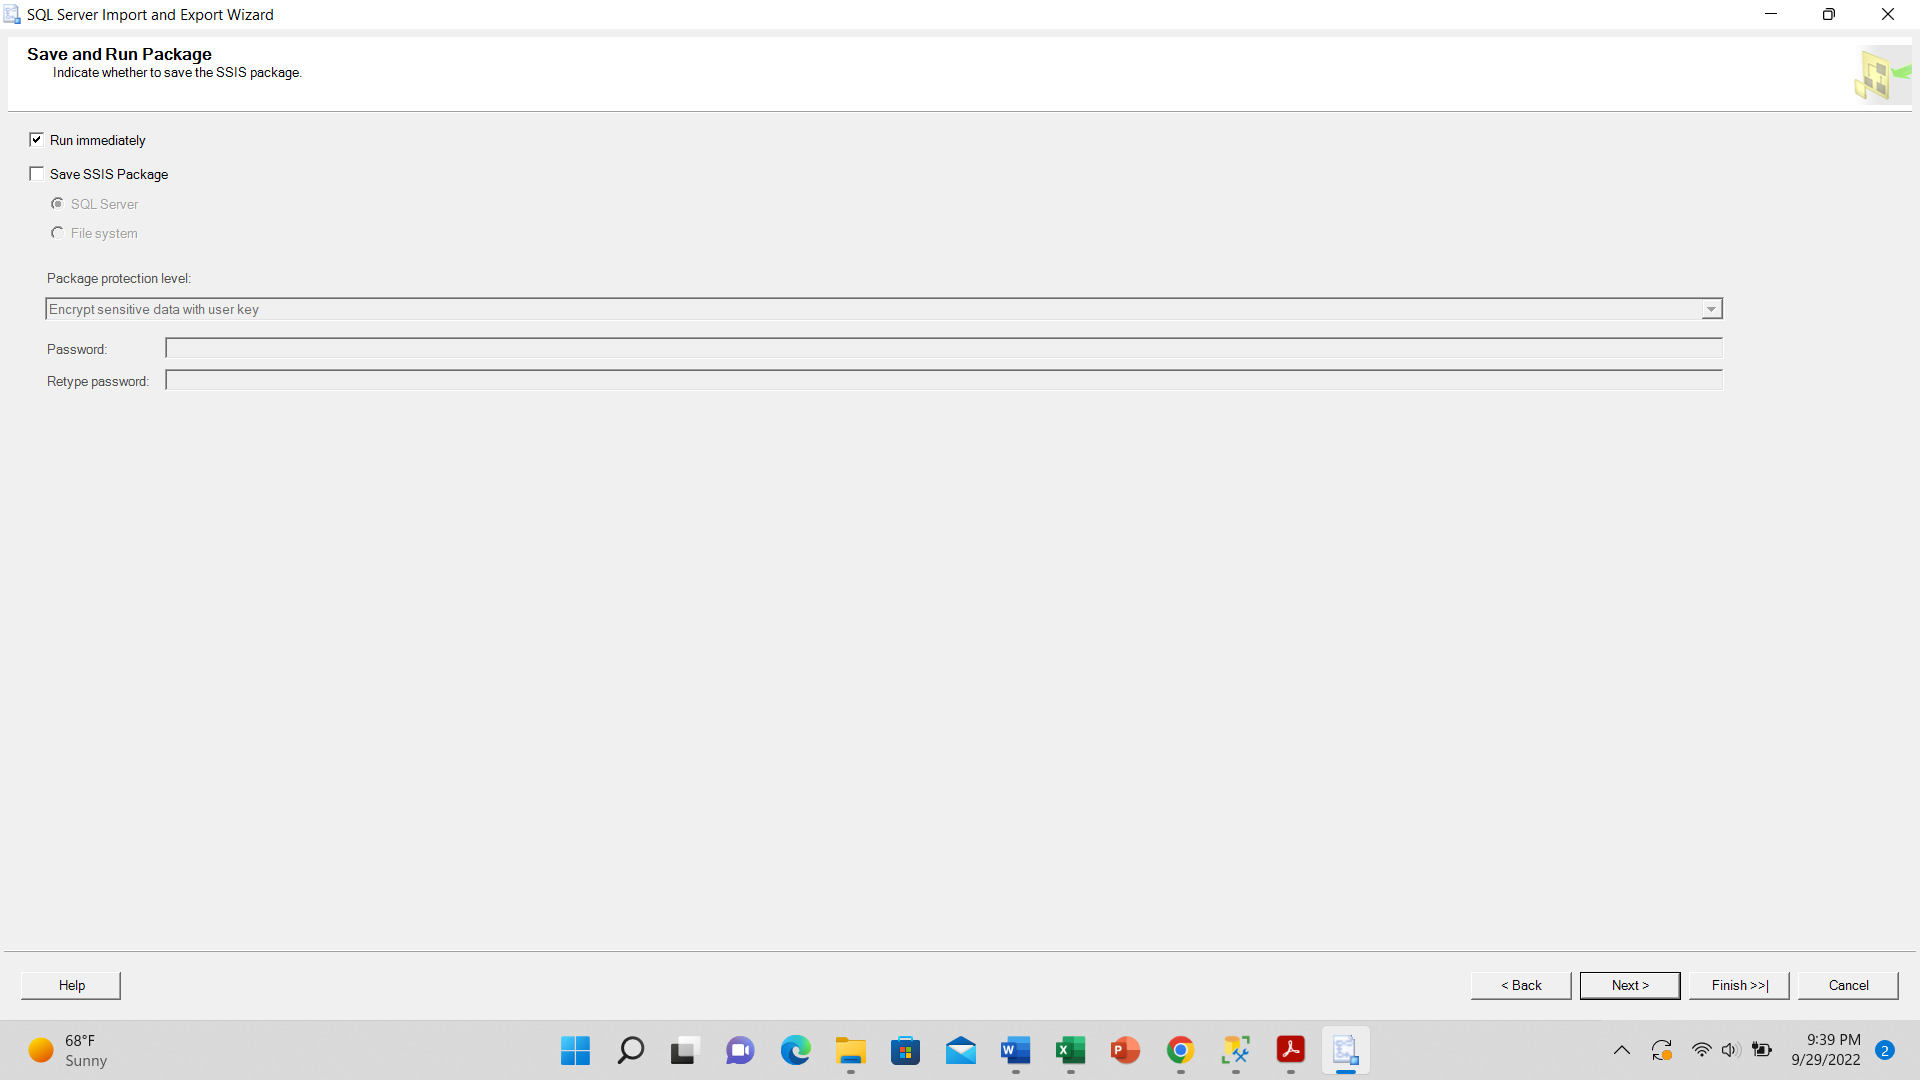 SQL Server Import and Export Wizard
Save and Run Package
Indicate whether to save the SSIS package.
Run immediately
Save SSIS Package
SQL Server
File system
Package protection level:
Encrypt sensitive data with user key
Password:
Retype password:
Help
< Back
Next >
Finish >>|
Cancel
68°F
Sunny
W
X
P
9:39 PM
9/29/2022
2